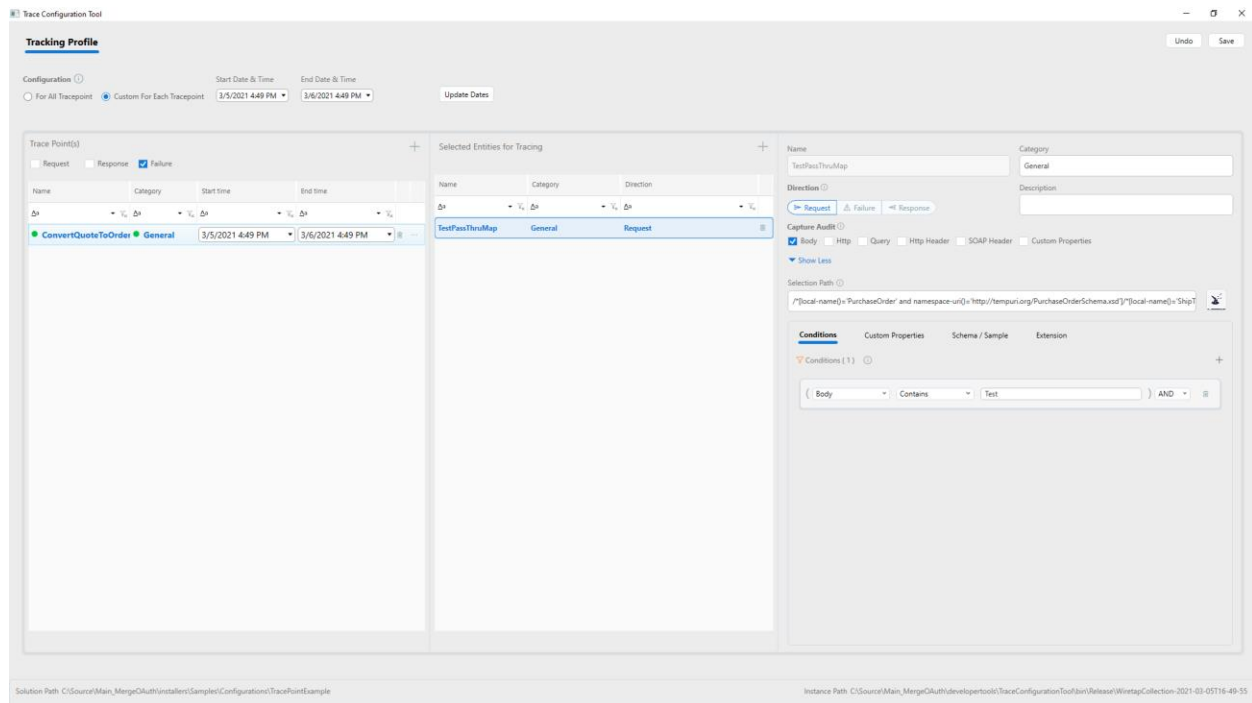 Trace Configuration Tool
Tracking Profile
Undo Save
Configuration
Start Date & Time End Date & Time
For All Tracepoint Custom For Each Tracepoint 3/5/2021 4:49 PM 3/6/2021 4:49 PM Update Dates
Trace Point(s)
Request Response Failure
Name Category Start time End time
ConvertQuoteToOrder General 3/5/2021 4:49 PM 3/6/2021 4:49 PM
Selected Entities for Tracing
Name Category Direction
TestPassThruMap General Request
Name Category
TestPassThruMap General
Direction Description
Request Failure Response
Capture Audit
Body Http Query Http Header SOAP Header Custom Properties
Show Less
Selection Path
/*[local-name()='PurchaseOrder' and namespace-uri()='http://tempuri.org/PurchaseOrderSchema.xsd']/*[local-name()='ShipT
Conditions Custom Properties Schema / Sample Extension
Conditions ( 1 )
( Body Contains Test ) AND
Solution Path C:\Source\Main_MergeOAuth\installers\Samples\Configurations\TracePointExample
Instance Path C:\Source\Main_MergeOAuth\developertools\TraceConfigurationTool\bin\Release\WiretapCollection-2021-03-05T16-49-55